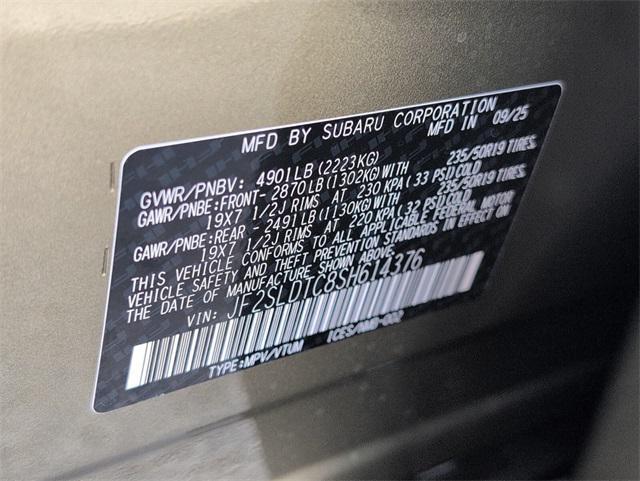 MFD BY SUBARU CORPORATION
MFD IN 09/25
GVWR/PNBV: 4901LB(2223KG)
GAWR/PNBE:FRONT- 2870LB(1302KG)WITH 235/50R19 TIRES,
19X7 1/2J RIMS AT 230 KPA(33 PSI)COLD
GAWR/PNBE:REAR - 2491LB(1130KG)WITH 235/50R19 TIRES,
19X7 1/2J RIMS AT 220 KPA(32 PSI)COLD
THIS VEHICLE CONFORMS TO ALL APPLICABLE FEDERAL MOTOR
VEHICLE SAFETY AND THEFT PREVENTION STANDARDS IN EFFECT ON
THE DATE OF MANUFACTURE SHOWN ABOVE.
VIN: JF2SLDTC8SH614376
TYPE:MPV/VTUM ICES/NMB-002